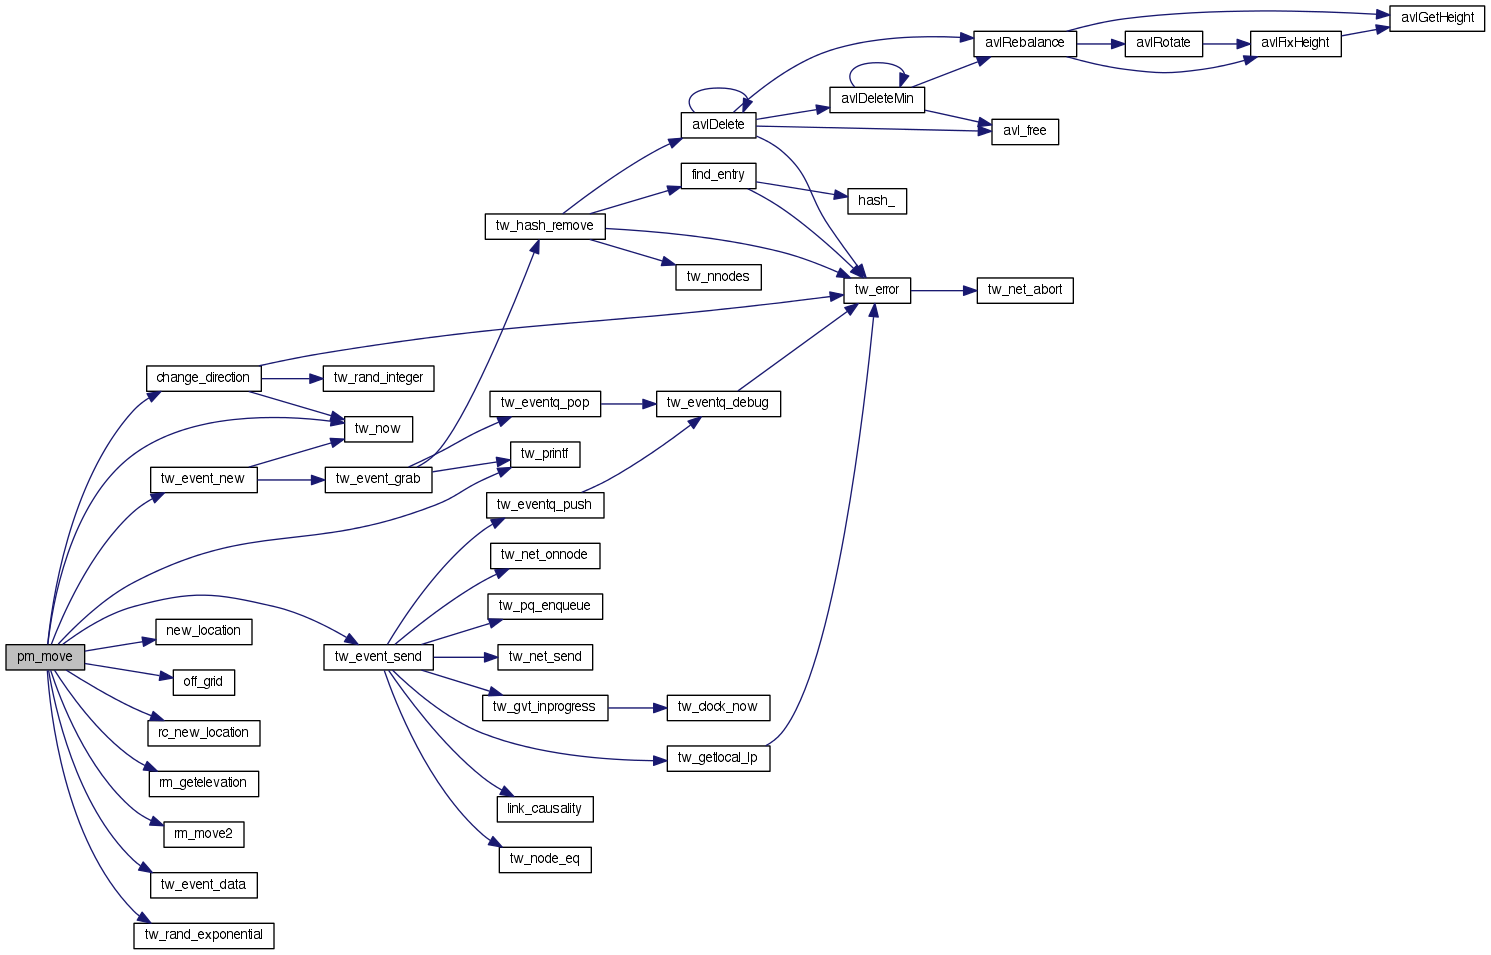 avlGetHeight
avlRebalance
avlRotate
avlFixHeight
avlDeleteMin
avlDelete
avl_free
find_entry
hash_
tw_hash_remove
tw_nnodes
tw_error
tw_net_abort
change_direction
tw_rand_integer
tw_eventq_pop
tw_eventq_debug
tw_now
tw_printf
tw_event_new
tw_event_grab
tw_eventq_push
tw_net_onnode
tw_pq_enqueue
new_location
pm_move
tw_event_send
tw_net_send
off_grid
tw_gvt_inprogress
tw_clock_now
rc_new_location
tw_getlocal_lp
rm_getelevation
link_causality
rm_move2
tw_node_eq
tw_event_data
tw_rand_exponential